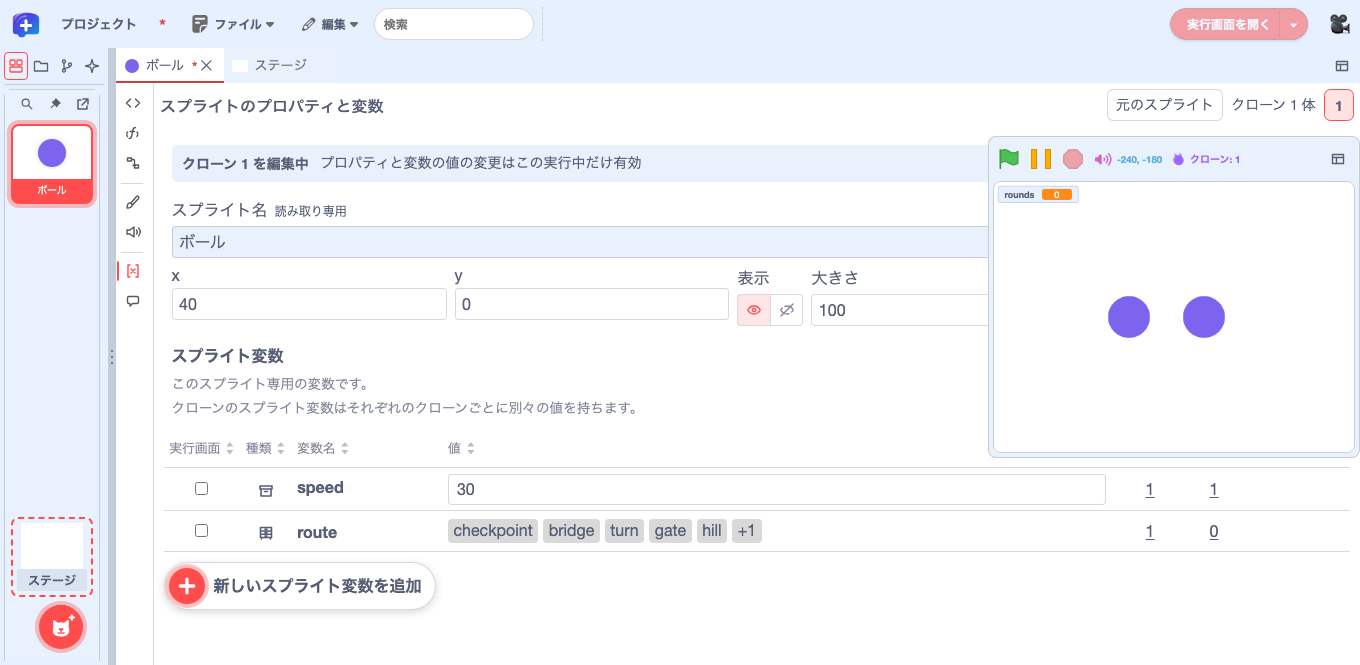 プロジェクト * ファイル 編集 検索 実行画面を開く
ボール * ステージ
スプライトのプロパティと変数 元のスプライト クローン 1 体 1
クローン 1 を編集中 プロパティと変数の値の変更はこの実行中だけ有効
-240, -180 クローン: 1
rounds 0
ボール
スプライト名 読み取り専用
ボール
x y 表示 大きさ
40 0 100
スプライト変数
このスプライト専用の変数です。
クローンのスプライト変数はそれぞれのクローンごとに別々の値を持ちます。
実行画面 種類 変数名 値
speed 30 1 1
route checkpoint bridge turn gate hill +1 1 0
ステージ
新しいスプライト変数を追加